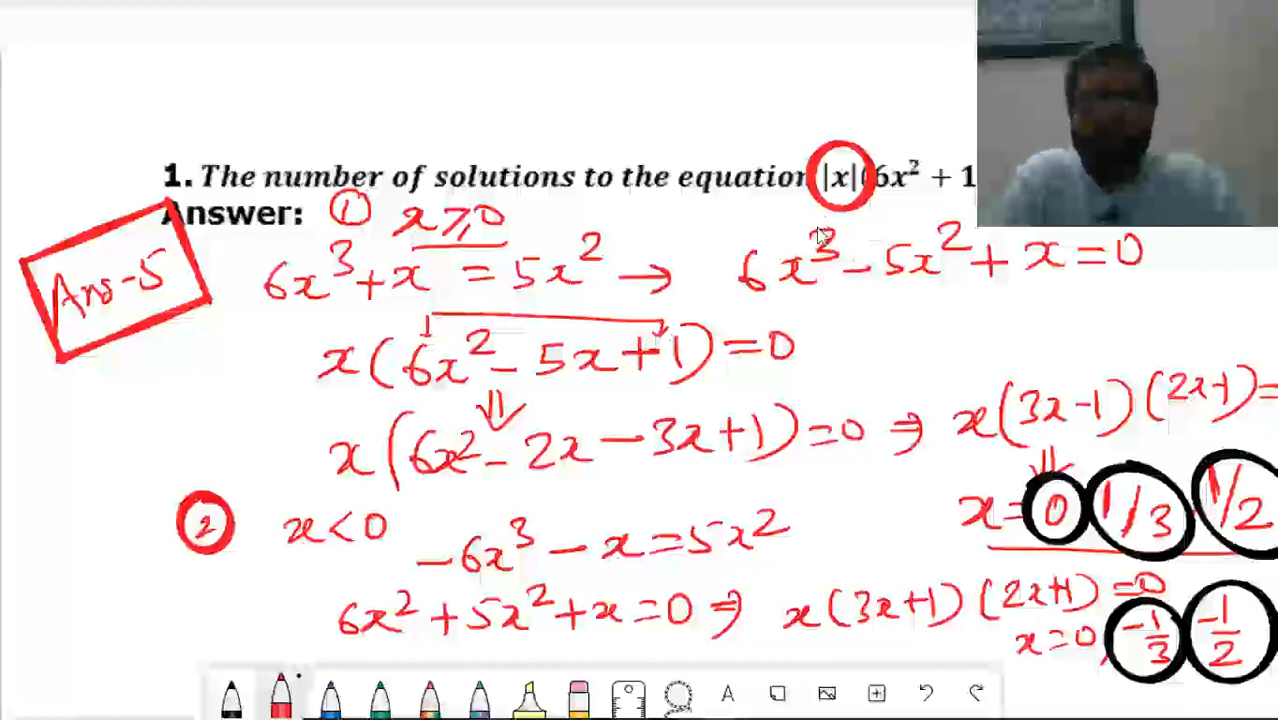 1. The number of solutions to the equation |x|(6x² + 1
Answer: ① x ≥ 0
Ans-5
6x³ + x = 5x² → 6x³ - 5x² + x = 0
x(6x² - 5x + 1) = 0
⇓
x(6x² - 2x - 3x + 1) = 0 ⇒ x(3x-1)(2x+1)=
⇓
x = 0, 1/3, 1/2
② x < 0
-6x³ - x = 5x²
6x² + 5x² + x = 0 ⇒ x(3x+1)(2x+1) = 0
x = 0, -1/3, -1/2
A